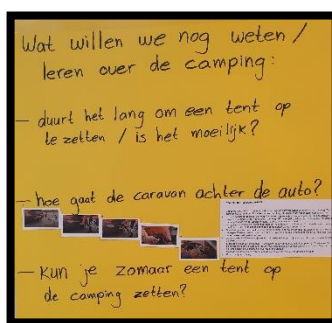 Wat willen we nog weten /
leren over de camping:
- duurt het lang om een tent op
te zetten / is het moeilijk?
- hoe gaat de caravan achter de auto?
- Kun je zomaar een tent op
de camping zetten?